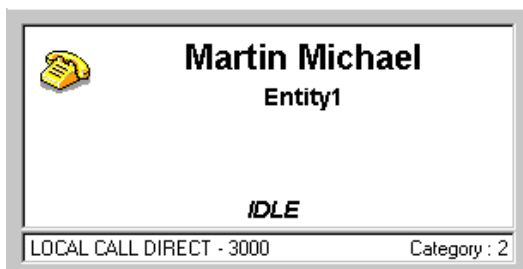 Martin Michael
Entity1
IDLE
LOCAL CALL DIRECT - 3000 Category : 2